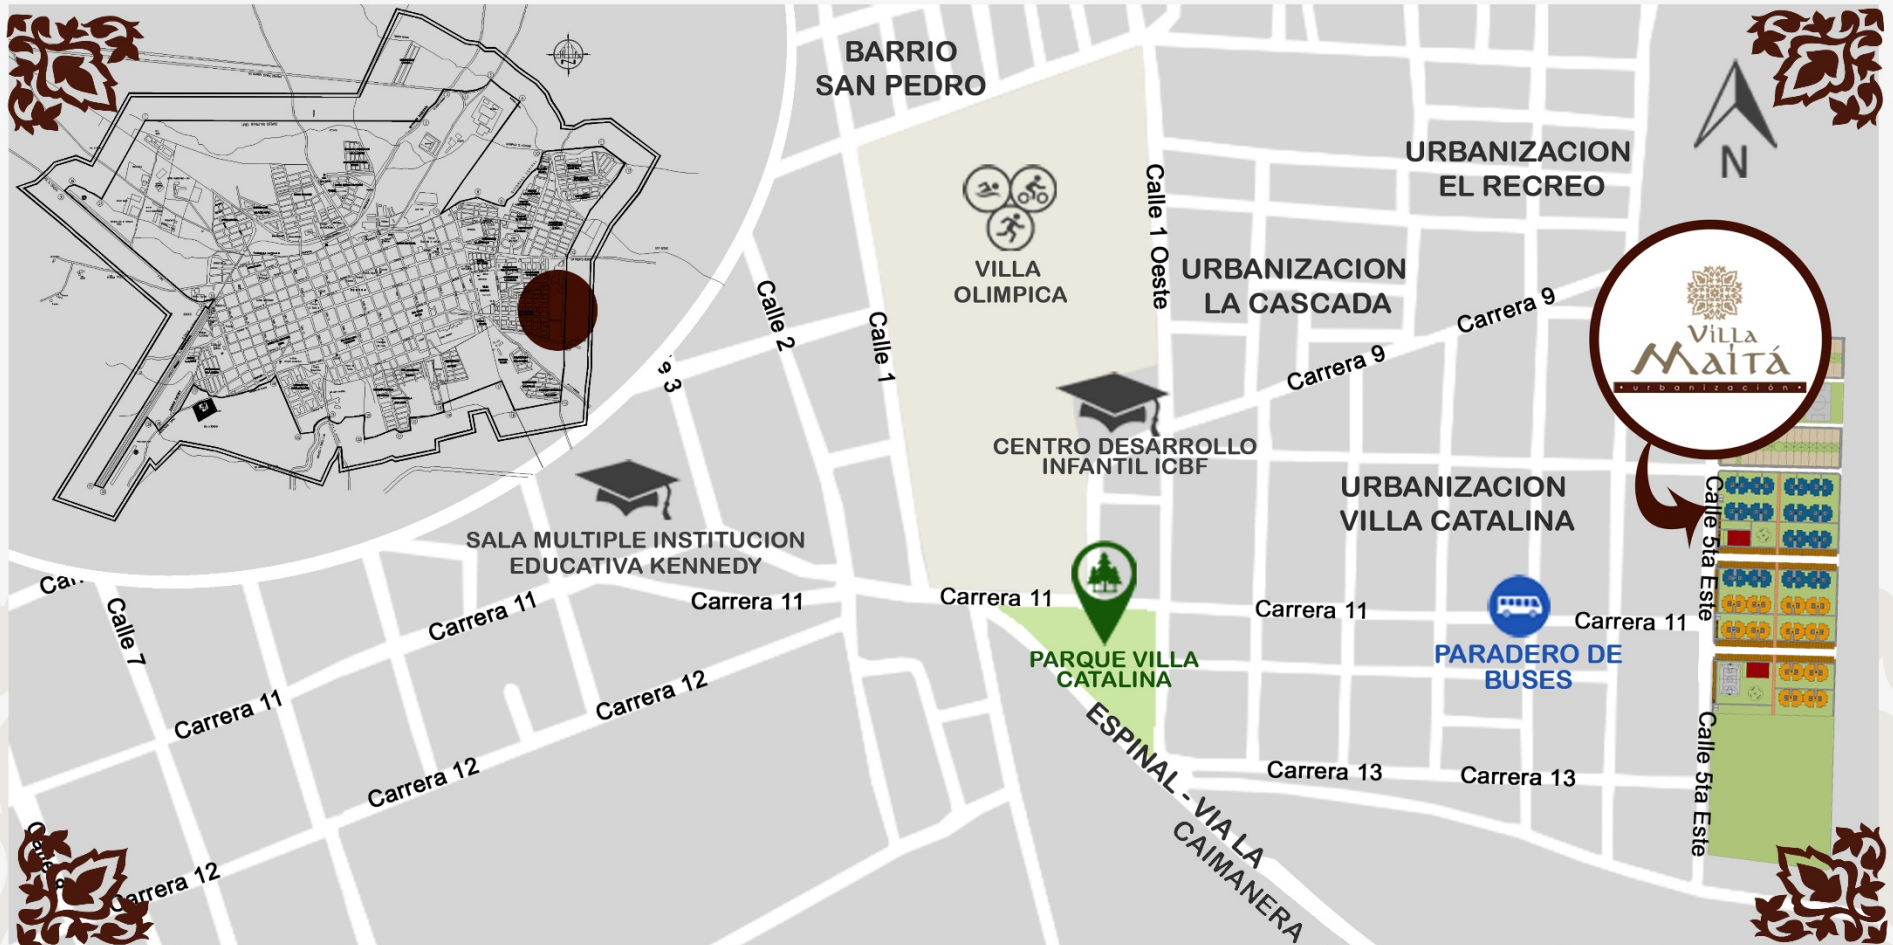 BARRIO
SAN PEDRO
URBANIZACION
EL RECREO
N
VILLA
OLIMPICA
Calle 1 Oeste
URBANIZACION
LA CASCADA
Carrera 9
Carrera 9
VILLA
MAITÁ
urbanización
Calle 2
Calle 1
CENTRO DESARROLLO
INFANTIL ICBF
URBANIZACION
VILLA CATALINA
Calle 5ta Este
SALA MULTIPLE INSTITUCION
EDUCATIVA KENNEDY
Calle 7
Carrera 11
Carrera 11
Carrera 11
Carrera 11
Carrera 11
PARADERO DE
BUSES
PARQUE VILLA
CATALINA
Carrera 11
Carrera 12
Carrera 12
Carrera 12
ESPINAL - VIA LA
CAIMANERA
Carrera 13
Carrera 13
Calle 5ta Este